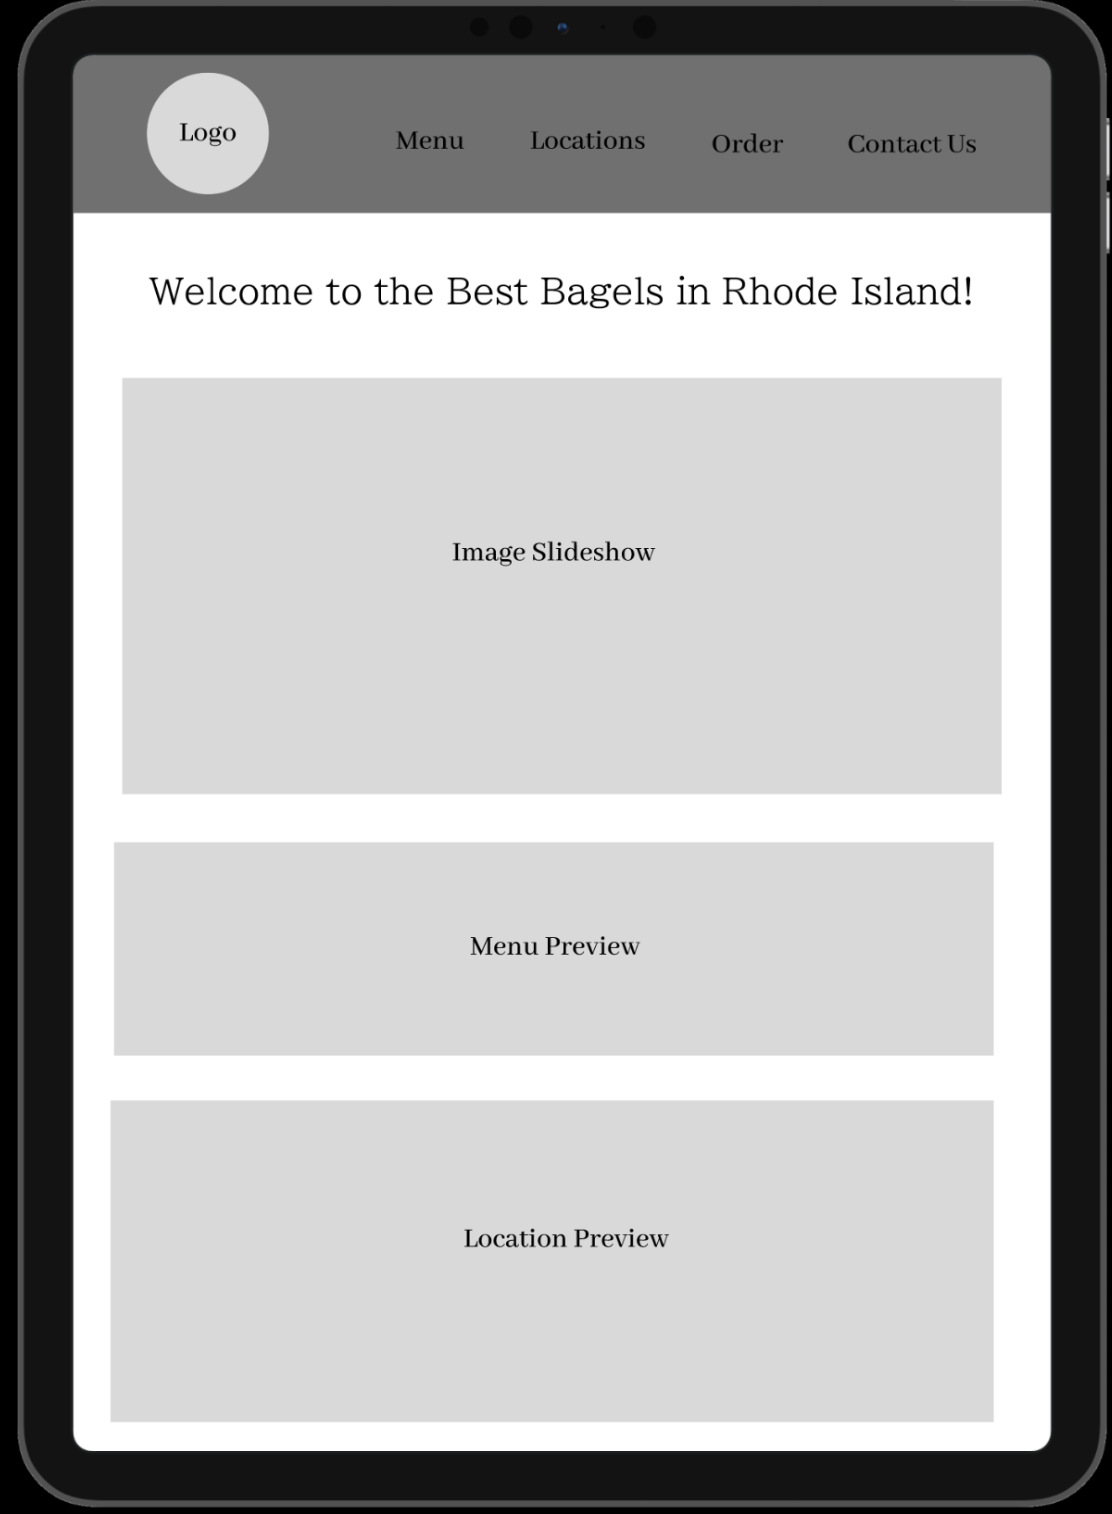 Logo
Menu Locations Order Contact Us
Welcome to the Best Bagels in Rhode Island!
Image Slideshow
Menu Preview
Location Preview